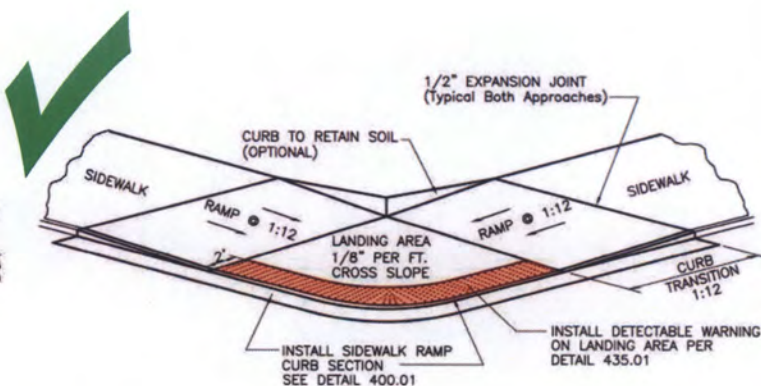 1/2" EXPANSION JOINT
(Typical Both Approaches)
CURB TO RETAIN SOIL
(OPTIONAL)
SIDEWALK
SIDEWALK
RAMP @ 1:12
RAMP @ 1:12
LANDING AREA
1/8" PER FT.
CROSS SLOPE
2"
CURB
TRANSITION
1:12
INSTALL SIDEWALK RAMP
CURB SECTION
SEE DETAIL 400.01
INSTALL DETECTABLE WARNING
ON LANDING AREA PER
DETAIL 435.01